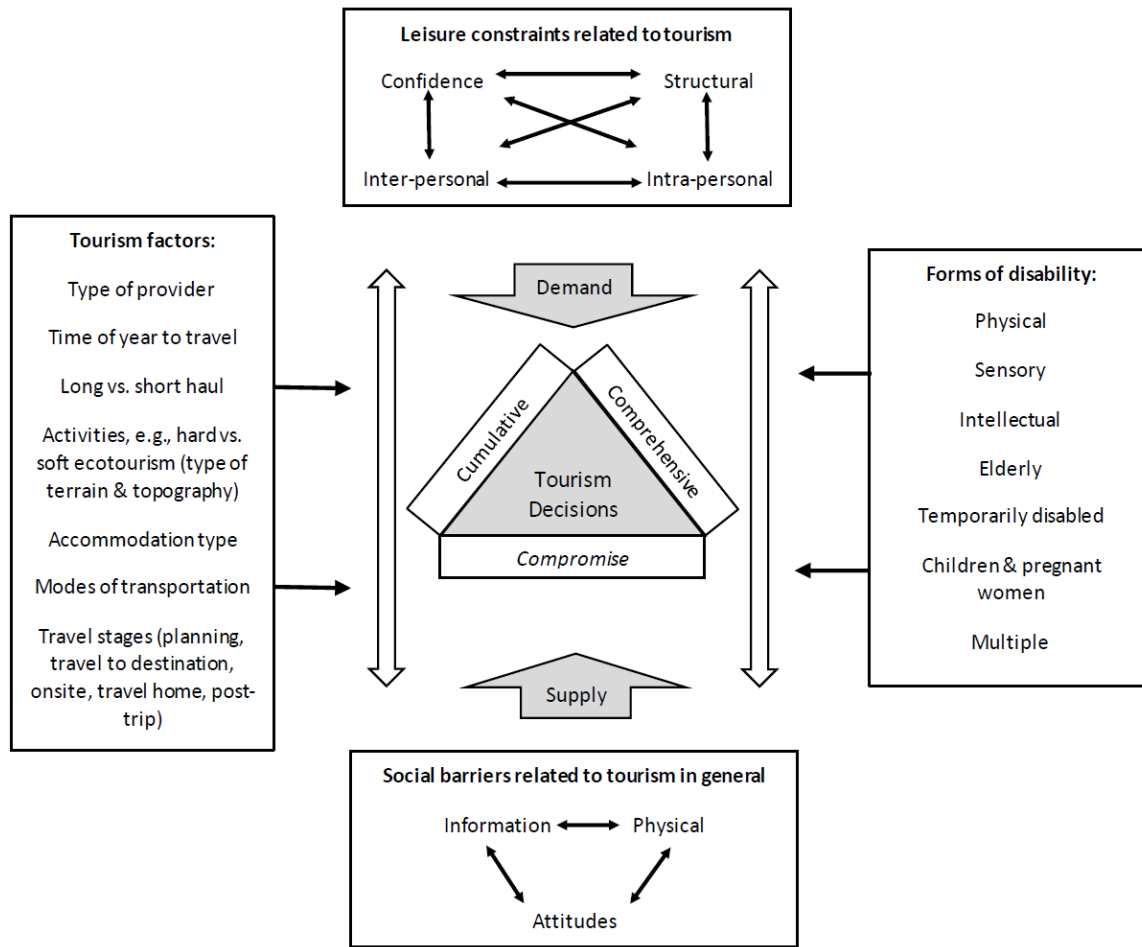 Leisure constraints related to tourism
Confidence
Structural
Inter-personal
Intra-personal
Tourism factors:
Type of provider
Time of year to travel
Long vs. short haul
Activities, e.g., hard vs.
soft ecotourism (type of
terrain & topography)
Accommodation type
Modes of transportation
Travel stages (planning,
travel to destination,
onsite, travel home, post-
trip)
Demand
Cumulative
Comprehensive
Tourism
Decisions
Compromise
Supply
Forms of disability:
Physical
Sensory
Intellectual
Elderly
Temporarily disabled
Children & pregnant
women
Multiple
Social barriers related to tourism in general
Information
Physical
Attitudes